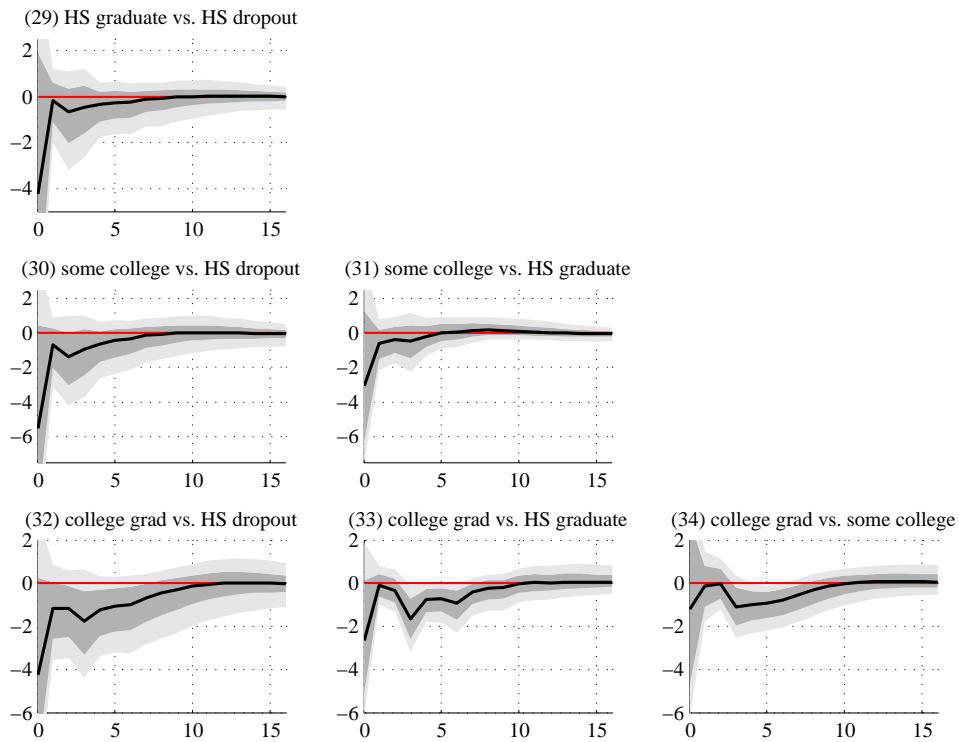 (29) HS graduate vs. HS dropout
2
0
−2
−4
0 5 10 15
(30) some college vs. HS dropout (31) some college vs. HS graduate
2 2
0 0
−2 −2
−4 −4
−6 −6
0 5 10 15 0 5 10 15
(32) college grad vs. HS dropout (33) college grad vs. HS graduate (34) college grad vs. some college
2 2 2
0 0 0
−2 −2 −2
−4 −4 −4
−6 −6 −6
0 5 10 15 0 5 10 15 0 5 10 15